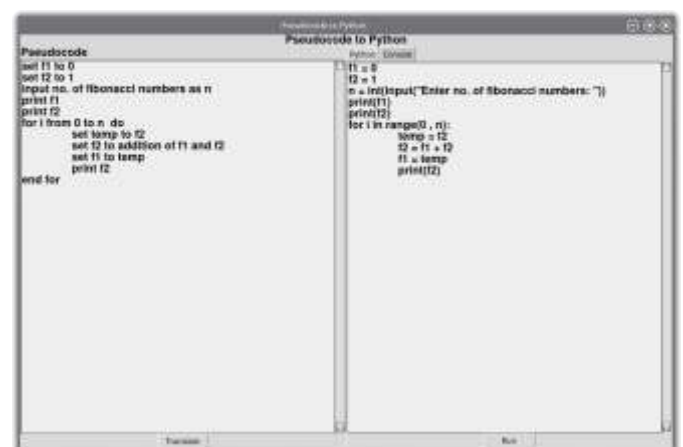 Pseudocode to Python
Pseudocode to Python
Pseudocode
Python Console
set f1 to 0
set f2 to 1
input no. of fibonacci numbers as n
print f1
print f2
for i from 0 to n do
set temp to f2
set f2 to addition of f1 and f2
set f1 to temp
print f2
end for
f1 = 0
f2 = 1
n = int(input("Enter no. of fibonacci numbers: "))
print(f1)
print(f2)
for i in range(0 , n):
temp = f2
f2 = f1 + f2
f1 = temp
print(f2)
Translate
Run